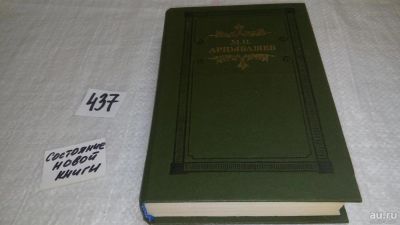 М.П.
АРЦЫБАШЕВ
437
СОСТОЯНИЕ
НОВОЙ
КНИГИ
au.ru